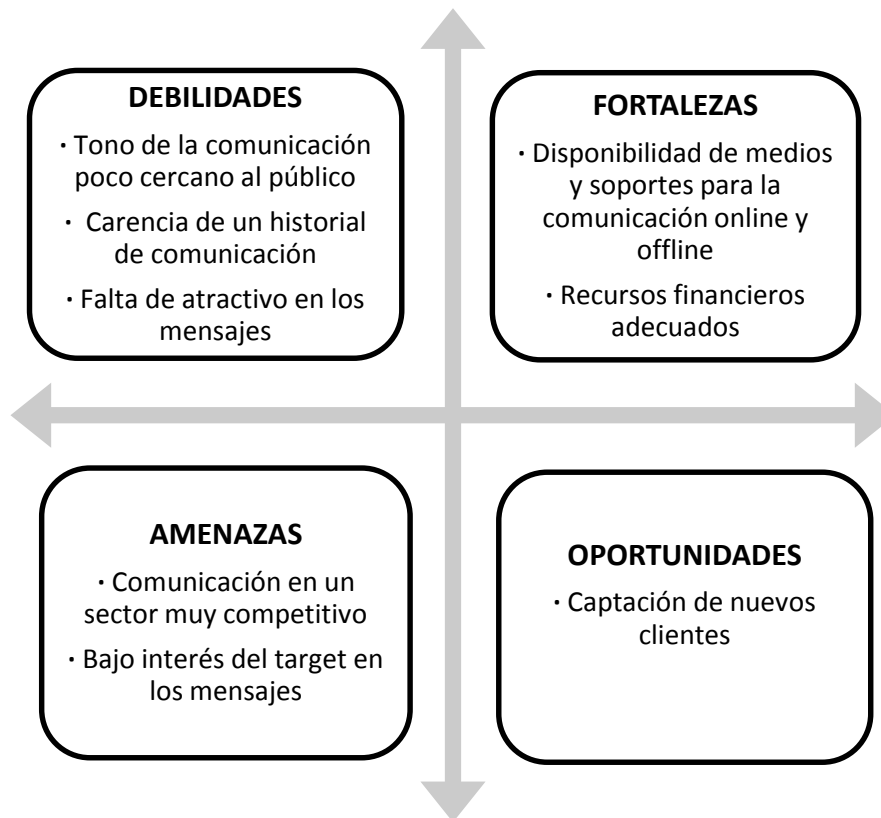 DEBILIDADES
· Tono de la comunicación
poco cercano al público
· Carencia de un historial
de comunicación
· Falta de atractivo en los
mensajes
FORTALEZAS
· Disponibilidad de medios
y soportes para la
comunicación online y
offline
· Recursos financieros
adecuados
AMENAZAS
· Comunicación en un
sector muy competitivo
· Bajo interés del target en
los mensajes
OPORTUNIDADES
· Captación de nuevos
clientes